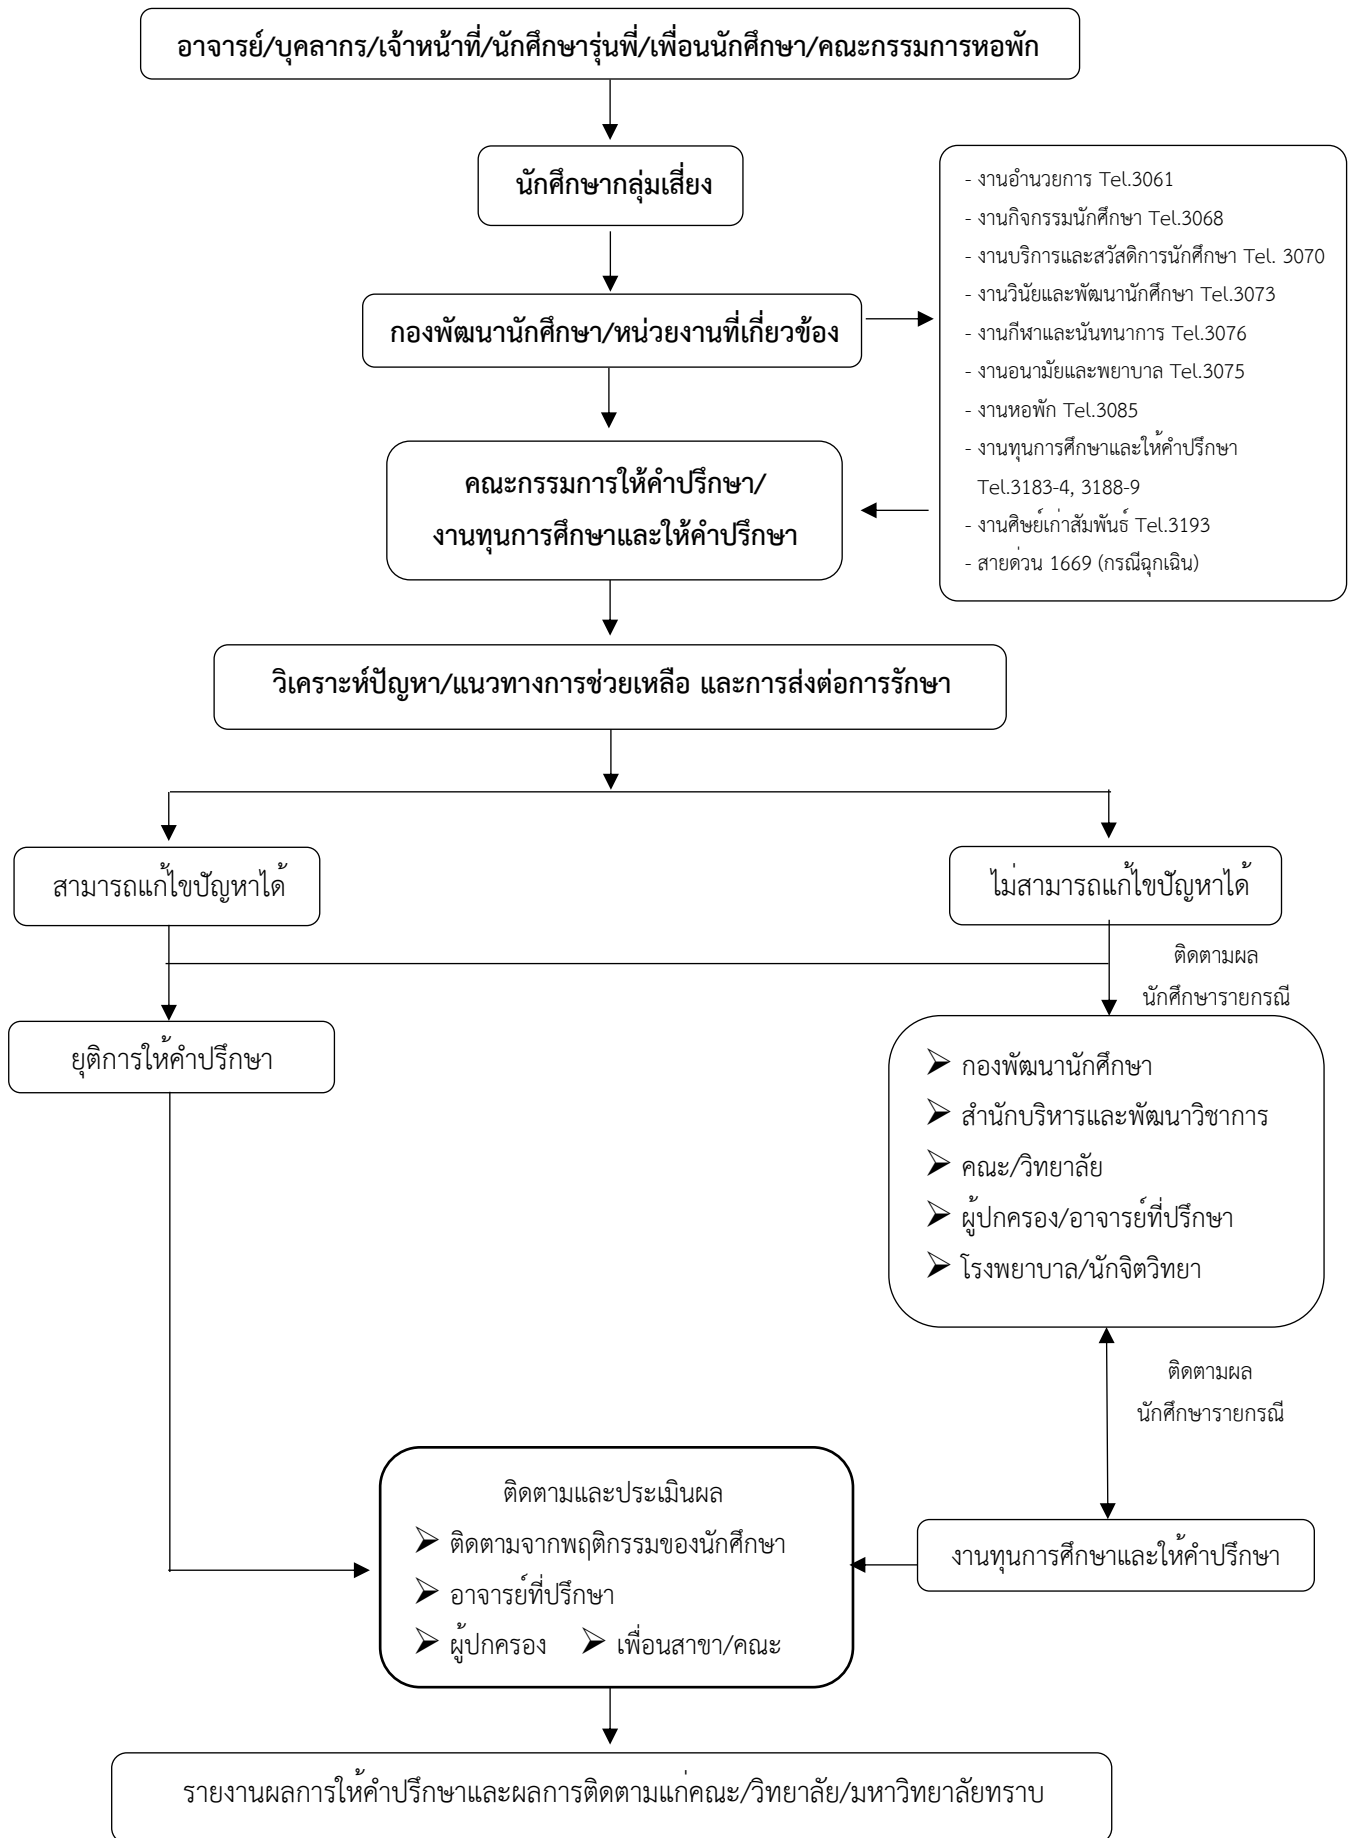 อาจารย์/บุคลากร/เจ้าหน้าที่/นักศึกษารุ่นพี่/เพื่อนนักศึกษา/คณะกรรมการหอพัก
นักศึกษากลุ่มเสี่ยง
กองพัฒนานักศึกษา/หน่วยงานที่เกี่ยวข้อง
- งานอำนวยการ Tel.3061
- งานกิจกรรมนักศึกษา Tel.3068
- งานบริการและสวัสดิการนักศึกษา Tel. 3070
- งานวินัยและพัฒนานักศึกษา Tel.3073
- งานกีฬาและนันทนาการ Tel.3076
- งานอนามัยและพยาบาล Tel.3075
- งานหอพัก Tel.3085
- งานทุนการศึกษาและให้คำปรึกษา
Tel.3183-4, 3188-9
- งานศิษย์เก่าสัมพันธ์ Tel.3193
- สายด่วน 1669 (กรณีฉุกเฉิน)
คณะกรรมการให้คำปรึกษา/
งานทุนการศึกษาและให้คำปรึกษา
วิเคราะห์ปัญหา/แนวทางการช่วยเหลือ และการส่งต่อการรักษา
สามารถแก้ไขปัญหาได้
ไม่สามารถแก้ไขปัญหาได้
ติดตามผล
นักศึกษารายกรณี
ยุติการให้คำปรึกษา
➢ กองพัฒนานักศึกษา
➢ สำนักบริหารและพัฒนาวิชาการ
➢ คณะ/วิทยาลัย
➢ ผู้ปกครอง/อาจารย์ที่ปรึกษา
➢ โรงพยาบาล/นักจิตวิทยา
ติดตามผล
นักศึกษารายกรณี
งานทุนการศึกษาและให้คำปรึกษา
ติดตามและประเมินผล
➢ ติดตามจากพฤติกรรมของนักศึกษา
➢ อาจารย์ที่ปรึกษา
➢ ผู้ปกครอง ➢ เพื่อนสาขา/คณะ
รายงานผลการให้คำปรึกษาและผลการติดตามแก่คณะ/วิทยาลัย/มหาวิทยาลัยทราบ